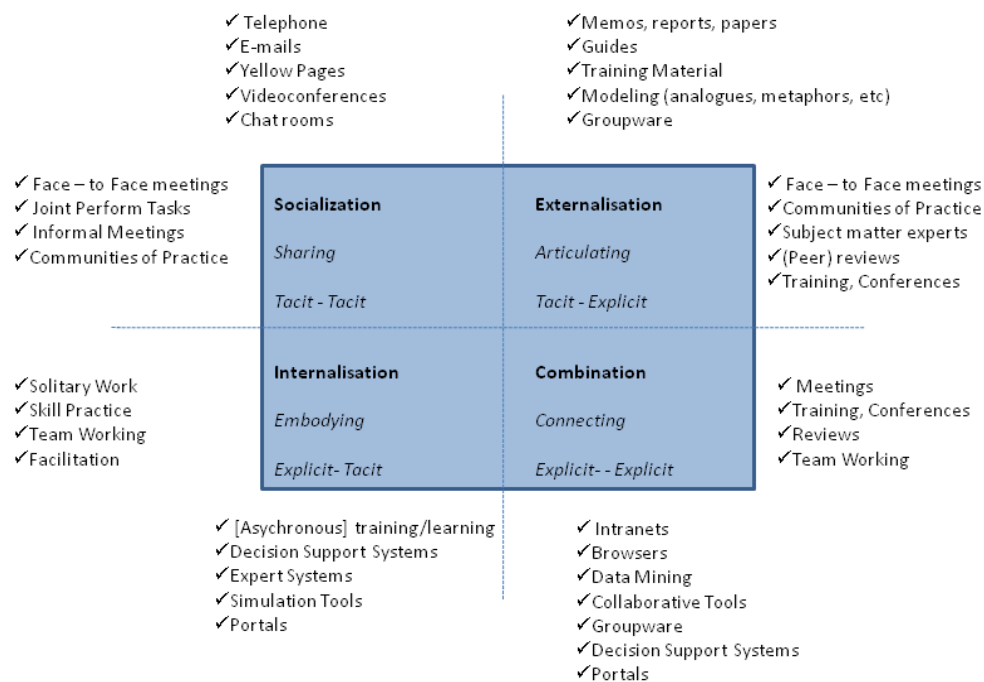 ✓ Telephone
✓E-mails
✓Yellow Pages
✓Videoconferences
✓Chat rooms
✓Memos, reports, papers
✓Guides
✓Training Material
✓Modeling (analogues, metaphors, etc)
✓Groupware
✓ Face – to Face meetings
✓Joint Perform Tasks
✓ Informal Meetings
✓Communities of Practice
Socialization
Sharing
Tacit - Tacit
Externalisation
Articulating
Tacit - Explicit
✓ Face – to Face meetings
✓Communities of Practice
✓Subject matter experts
✓(Peer) reviews
✓Training, Conferences
✓Solitary Work
✓Skill Practice
✓Team Working
✓Facilitation
Internalisation
Embodying
Explicit- Tacit
Combination
Connecting
Explicit- - Explicit
✓ Meetings
✓Training, Conferences
✓Reviews
✓Team Working
✓ [Asychronous] training/learning
✓Decision Support Systems
✓Expert Systems
✓Simulation Tools
✓Portals
✓ Intranets
✓Browsers
✓Data Mining
✓Collaborative Tools
✓Groupware
✓Decision Support Systems
✓Portals